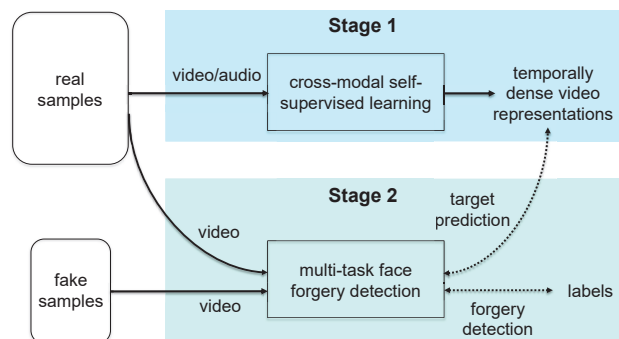 Stage 1
real
samples
video/audio
cross-modal self-
supervised learning
temporally
dense video
representations
Stage 2
target
prediction
video
multi-task face
forgery detection
fake
samples
video
labels
forgery
detection